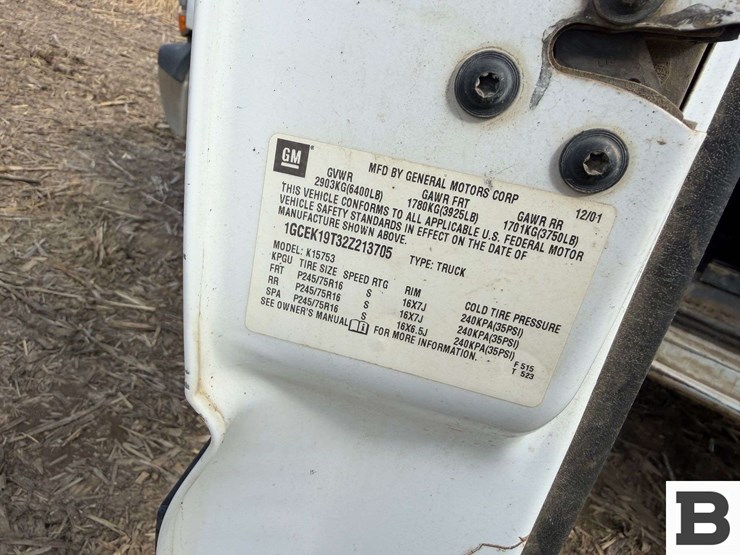 GM
MFD BY GENERAL MOTORS CORP 12/01
GVWR GAWR FRT GAWR RR
2903KG(6400LB) 1780KG(3925LB) 1701KG(3750LB)
THIS VEHICLE CONFORMS TO ALL APPLICABLE U.S. FEDERAL MOTOR
VEHICLE SAFETY STANDARDS IN EFFECT ON THE DATE OF
MANUFACTURE SHOWN ABOVE.
1GCEK19T32Z213705 TYPE: TRUCK
MODEL: K15753
KPGU TIRE SIZE SPEED RTG RIM COLD TIRE PRESSURE
FRT P245/75R16 S 16X7J 240KPA(35PSI)
RR P245/75R16 S 16X7J 240KPA(35PSI)
SPA P245/75R16 S 16X6.5J 240KPA(35PSI)
SEE OWNER'S MANUAL FOR MORE INFORMATION.
F 515
T 523
B